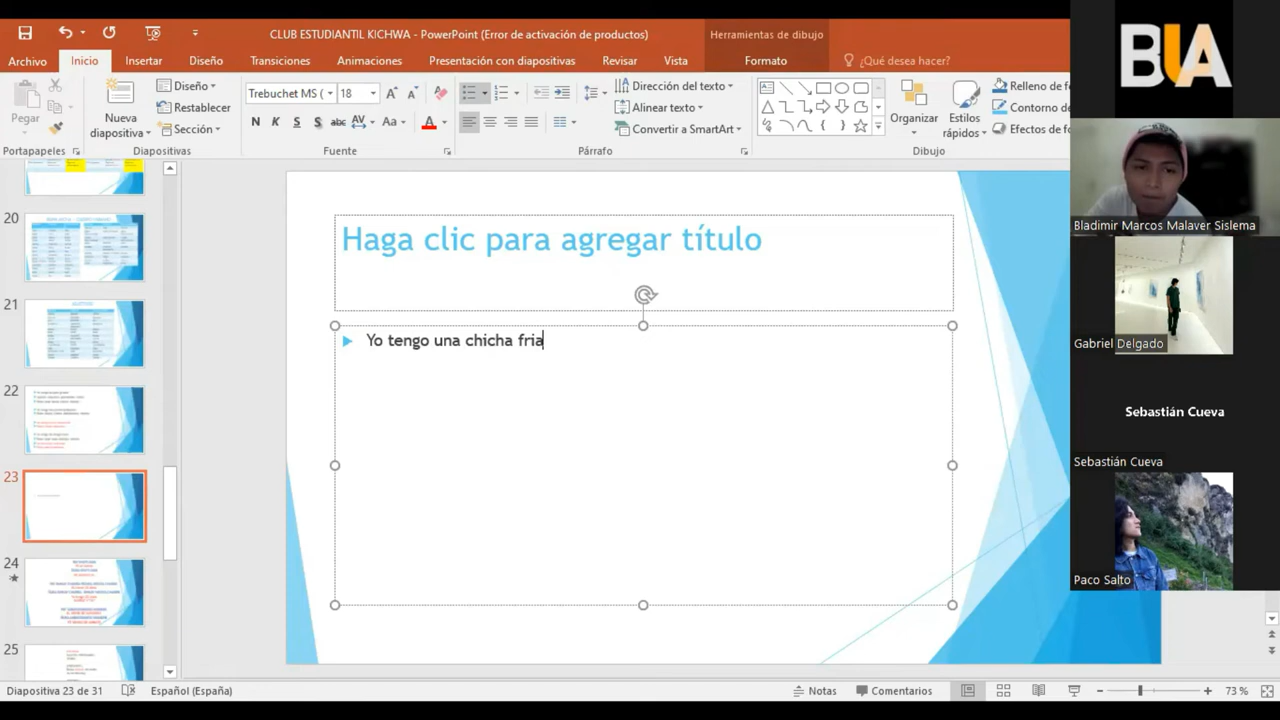 CLUB ESTUDIANTIL KICHWA - PowerPoint (Error de activación de productos)
Herramientas de dibujo
Archivo
Inicio
Insertar
Diseño
Transiciones
Animaciones
Presentación con diapositivas
Revisar
Vista
Formato
¿Qué desea hacer?
Pegar
Nueva diapositiva
Diseño
Restablecer
Sección
Trebuchet MS (
18
N K S S abc AV Aa A
Dirección del texto
Alinear texto
Convertir a SmartArt
Organizar
Estilos rápidos
Relleno de fo
Contorno de
Efectos de fo
Portapapeles
Diapositivas
Fuente
Párrafo
Dibujo
20
21
22
23
24
25
Haga clic para agregar título
Yo tengo una chicha fria
BUA
Bladimir Marcos Malaver Sislema
Gabriel Delgado
Sebastián Cueva
Sebastián Cueva
Paco Salto
Diapositiva 23 de 31
Español (España)
Notas
Comentarios
73 %